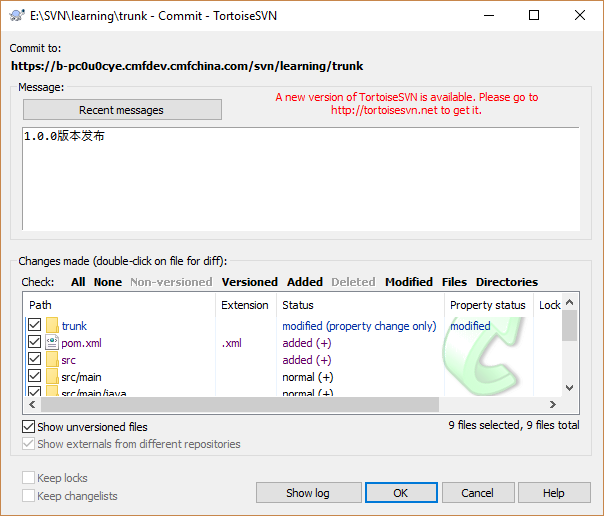 E:\SVN\learning\trunk - Commit - TortoiseSVN
Commit to:
https://b-pc0u0cye.cmfdev.cmfchina.com/svn/learning/trunk
Message:
Recent messages
A new version of TortoiseSVN is available. Please go to
http://tortoisesvn.net to get it.
1.0.0版本发布
Changes made (double-click on file for diff):
Check: All None Non-versioned Versioned Added Deleted Modified Files Directories
Path Extension Status Property status Lock
trunk modified (property change only) modified
pom.xml .xml added (+)
src added (+)
src/main normal (+)
src/main/java normal (+)
Show unversioned files
9 files selected, 9 files total
Show externals from different repositories
Keep locks
Keep changelists
Show log OK Cancel Help